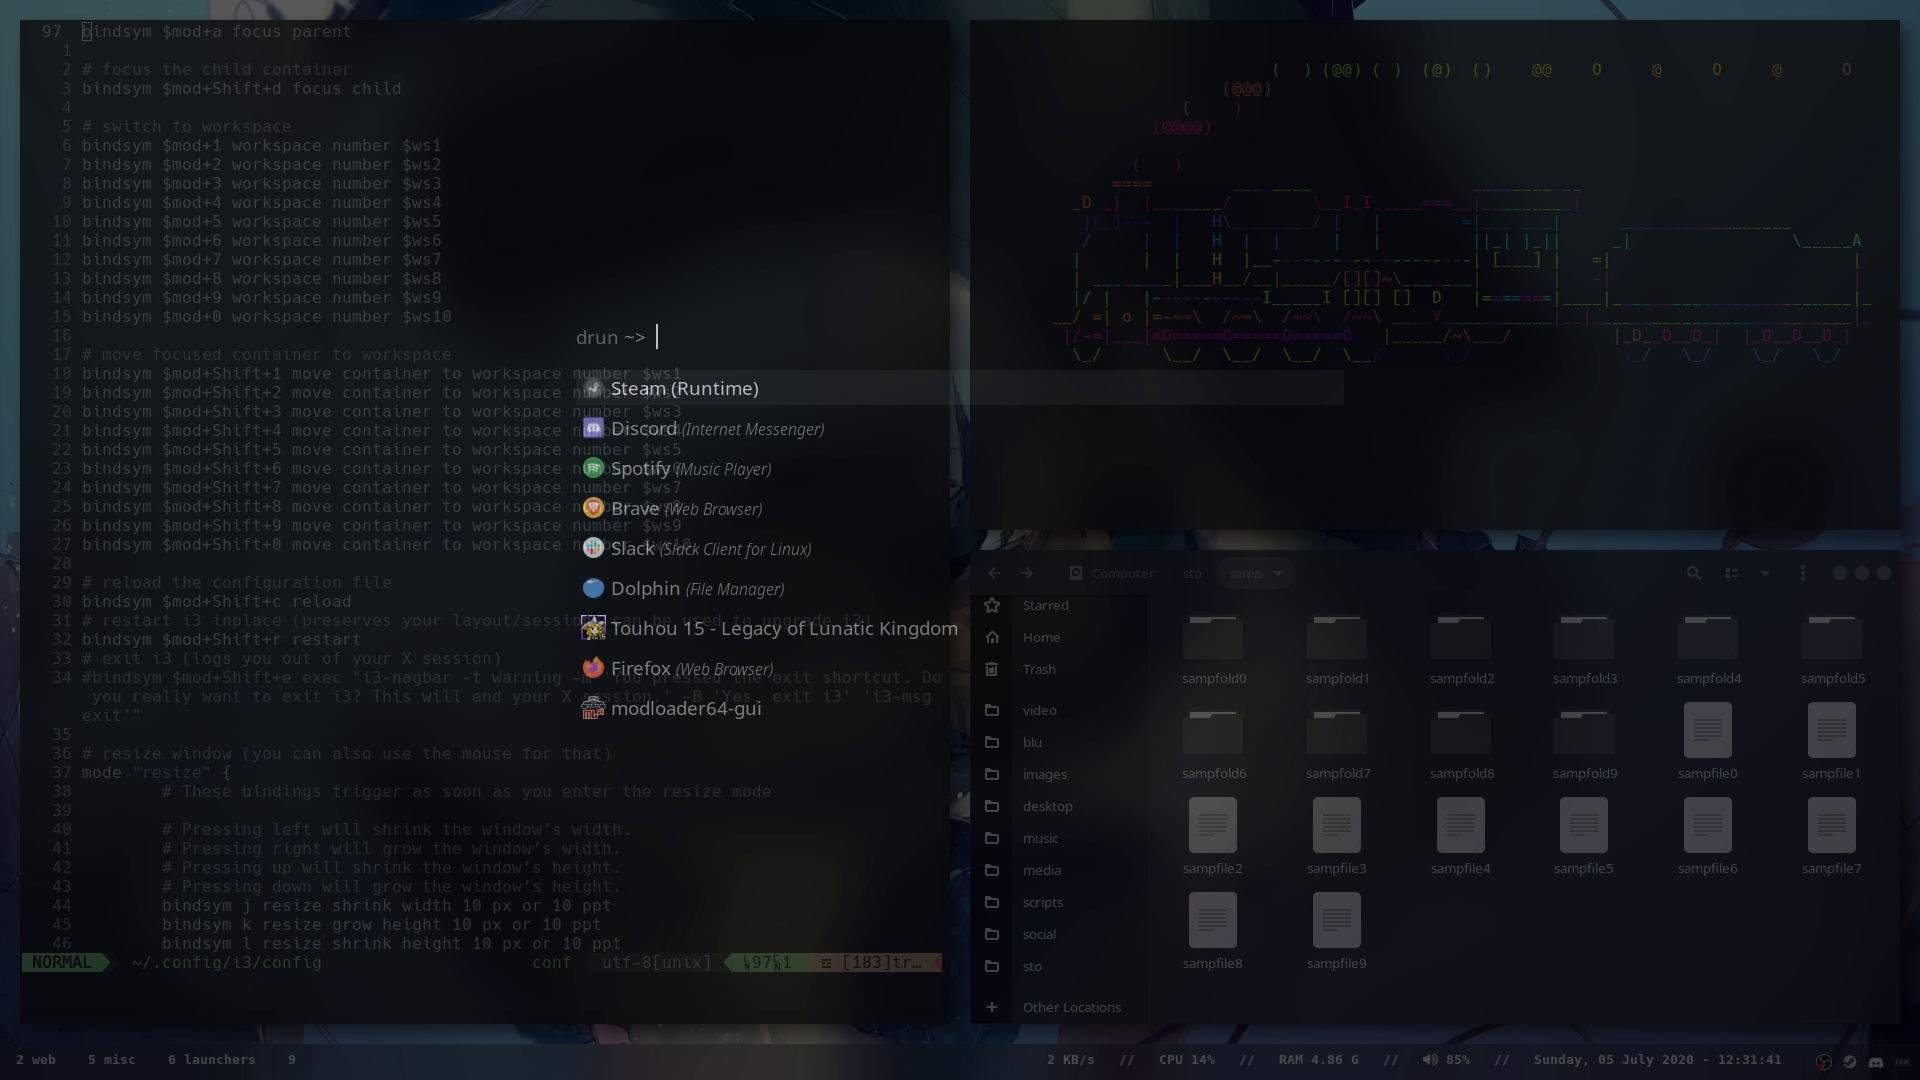 97 bindsym $mod+a focus parent
1
2 # focus the child container
3 bindsym $mod+Shift+d focus child
4
5 # switch to workspace
6 bindsym $mod+1 workspace number $ws1
7 bindsym $mod+2 workspace number $ws2
8 bindsym $mod+3 workspace number $ws3
9 bindsym $mod+4 workspace number $ws4
10 bindsym $mod+5 workspace number $ws5
11 bindsym $mod+6 workspace number $ws6
12 bindsym $mod+7 workspace number $ws7
13 bindsym $mod+8 workspace number $ws8
14 bindsym $mod+9 workspace number $ws9
15 bindsym $mod+0 workspace number $ws10
16
17 # move focused container to workspace
18 bindsym $mod+Shift+1 move container to workspace number $ws1
19 bindsym $mod+Shift+2 move container to workspace number
20 bindsym $mod+Shift+3 move container to workspace number $ws3
21 bindsym $mod+Shift+4 move container to workspace
22 bindsym $mod+Shift+5 move container to workspace number $ws5
23 bindsym $mod+Shift+6 move container to workspace
24 bindsym $mod+Shift+7 move container to workspace number $ws7
25 bindsym $mod+Shift+8 move container to workspace
26 bindsym $mod+Shift+9 move container to workspace number $ws9
27 bindsym $mod+Shift+0 move container to workspace
28
29 # reload the configuration file
30 bindsym $mod+Shift+c reload
31 # restart i3 inplace (preserves your layout/session, can be used to upgrade i3)
32 bindsym $mod+Shift+r restart
33 # exit i3 (logs you out of your X session)
34 #bindsym $mod+Shift+e exec "i3-nagbar -t warning -m 'You pressed the exit shortcut. Do
you really want to exit i3? This will end your X session.' -B 'Yes, exit i3' 'i3-msg
exit'"
35
36 # resize window (you can also use the mouse for that)
37 mode "resize" {
38 # These bindings trigger as soon as you enter the resize mode
39
40 # Pressing left will shrink the window’s width.
41 # Pressing right will grow the window’s width.
42 # Pressing up will shrink the window’s height.
43 # Pressing down will grow the window’s height.
44 bindsym j resize shrink width 10 px or 10 ppt
45 bindsym k resize grow height 10 px or 10 ppt
46 bindsym l resize shrink height 10 px or 10 ppt
NORMAL ~/.config/i3/config conf utf-8[unix] 97 1 ☲ [183]tr…
drun ~>
Steam (Runtime)
Discord (Internet Messenger)
Spotify (Music Player)
Brave (Web Browser)
Slack (Slack Client for Linux)
Dolphin (File Manager)
Touhou 15 - Legacy of Lunatic Kingdom
Firefox (Web Browser)
modloader64-gui
Computer sto samp
Starred
Home
Trash
video
blu
images
desktop
music
media
scripts
social
sto
Other Locations
sampfold0 sampfold1 sampfold2 sampfold3 sampfold4 sampfold5
sampfold6 sampfold7 sampfold8 sampfold9 sampfile0 sampfile1
sampfile2 sampfile3 sampfile4 sampfile5 sampfile6 sampfile7
sampfile8 sampfile9
2 web 5 misc 6 launchers 9
2 KB/s // CPU 14% // RAM 4.86 G // 85% // Sunday, 05 July 2020 - 12:31:41